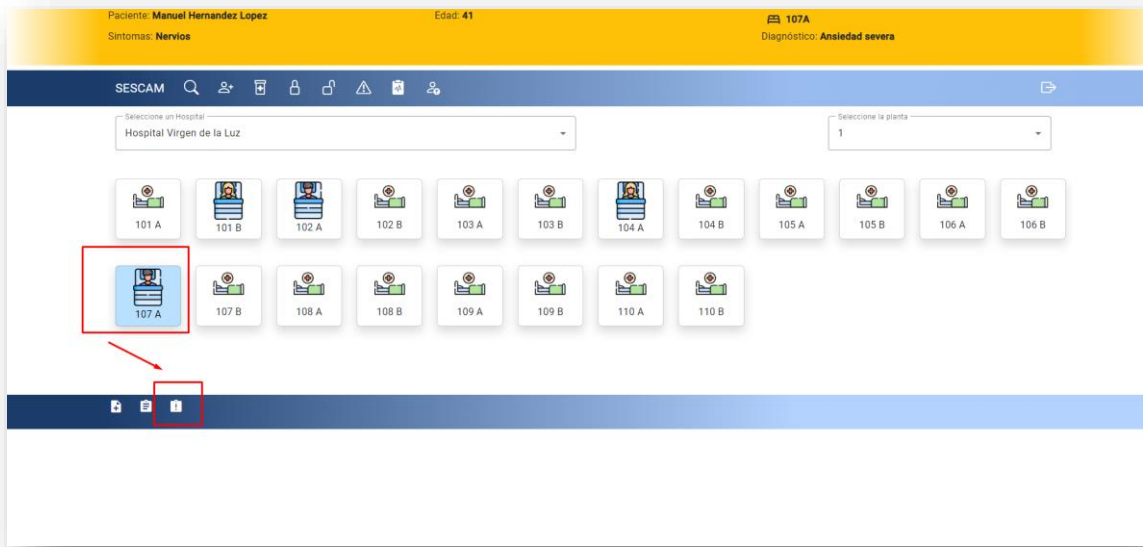 Paciente: Manuel Hernandez Lopez Edad: 41 107A
Sintomas: Nervios Diagnóstico: Ansiedad severa
SESCAM
Seleccione un Hospital Seleccione la planta
Hospital Virgen de la Luz 1
101 A 101 B 102 A 102 B 103 A 103 B 104 A 104 B 105 A 105 B 106 A 106 B
107 A 107 B 108 A 108 B 109 A 109 B 110 A 110 B